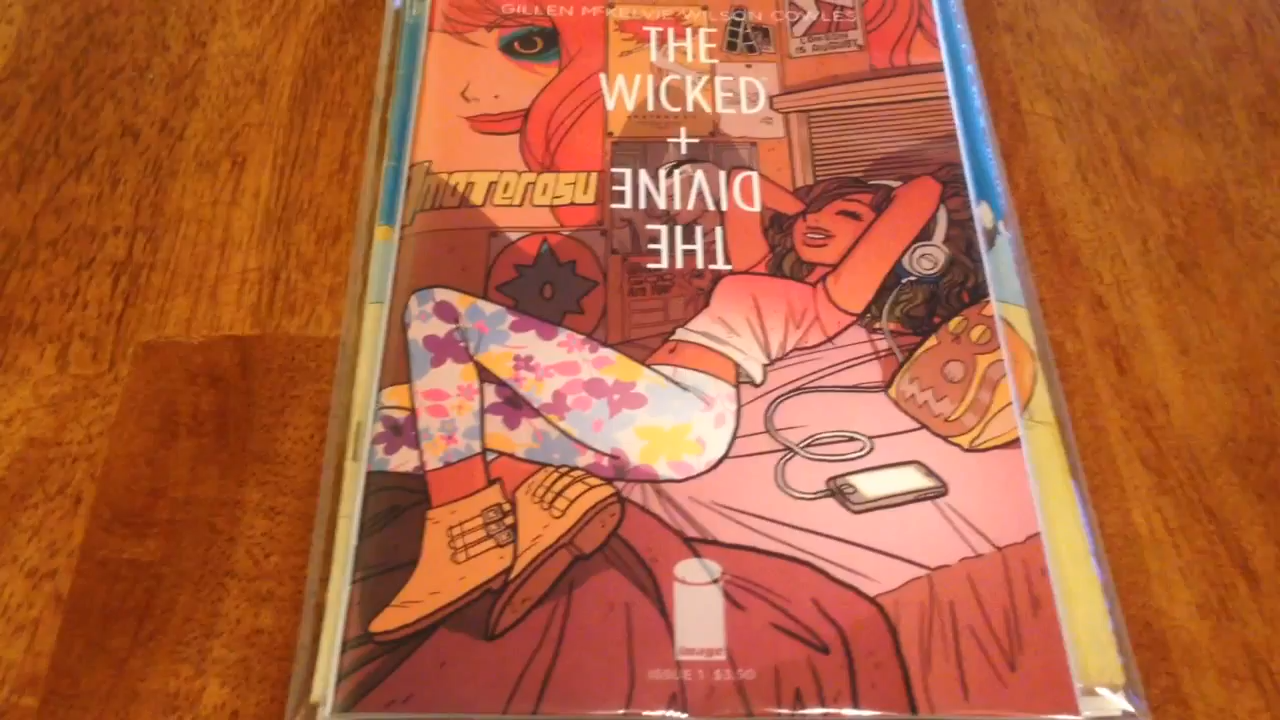 GILLEN McKELVIE WILSON COWLES
THE
WICKED
+
DIVINE
THE
Amaterasu
image
ISSUE 1 $3.50